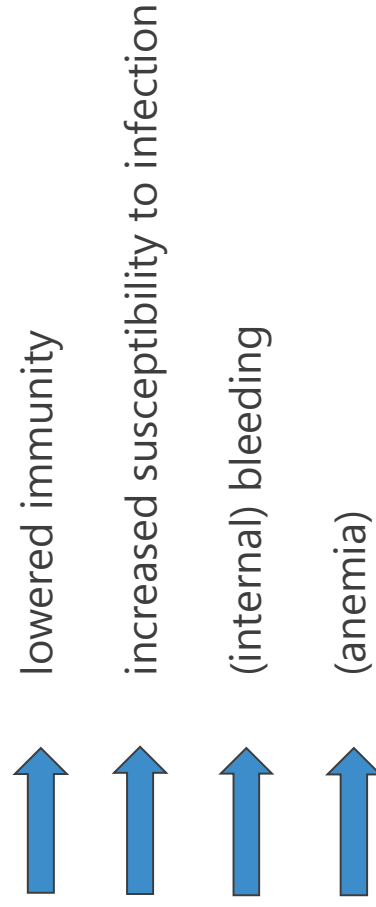 lowered immunity
increased susceptibility to infection
(internal) bleeding
(anemia)